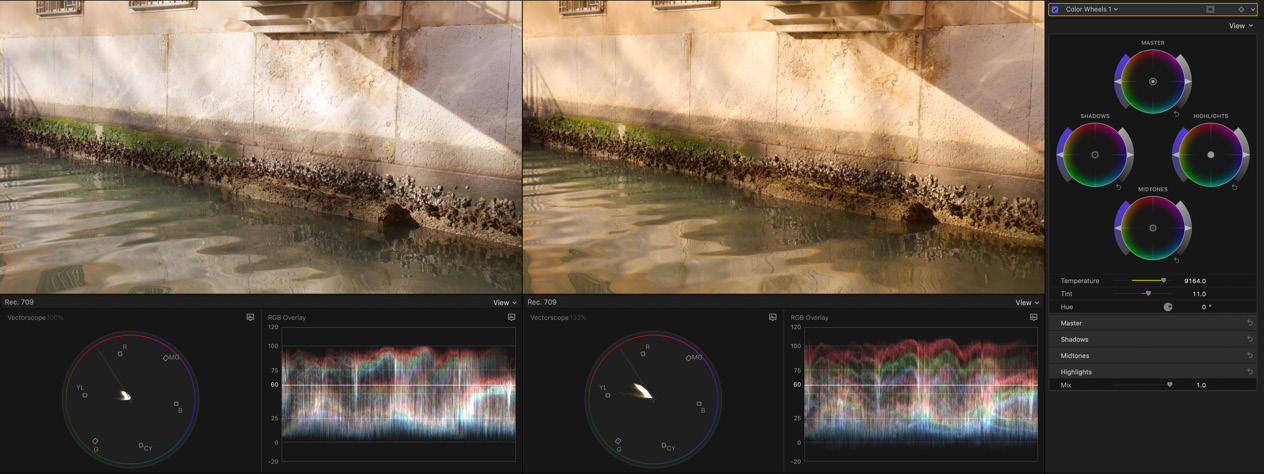 Color Wheels 1
View
MASTER
SHADOWS
HIGHLIGHTS
MIDTONES
Temperature 9164.0
Tint 11.0
Hue 0 °
Master
Shadows
Midtones
Highlights
Mix 1.0
Rec. 709 View
Vectorscope 100%
R
MG
YL
B
G
CY
RGB Overlay
120
100
75
60
25
0
-20
Rec. 709 View
Vectorscope 133%
R
MG
YL
B
G
CY
RGB Overlay
120
100
75
60
25
0
-20